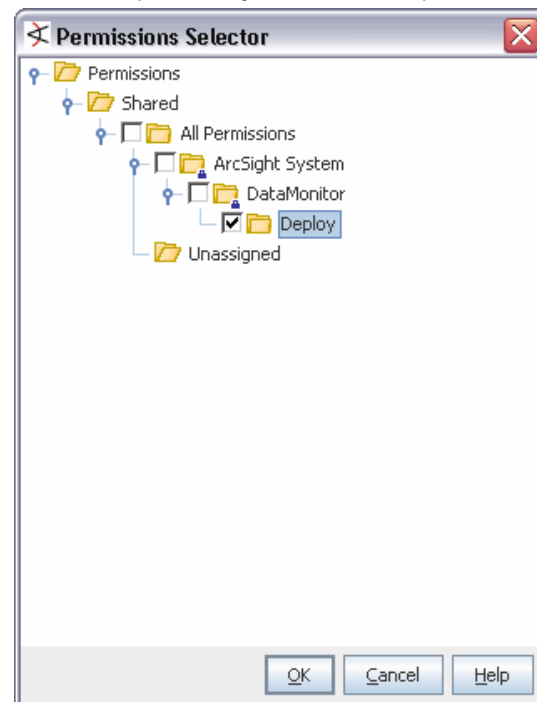 Permissions Selector
Permissions
Shared
All Permissions
ArcSight System
DataMonitor
Deploy
Unassigned
OK Cancel Help